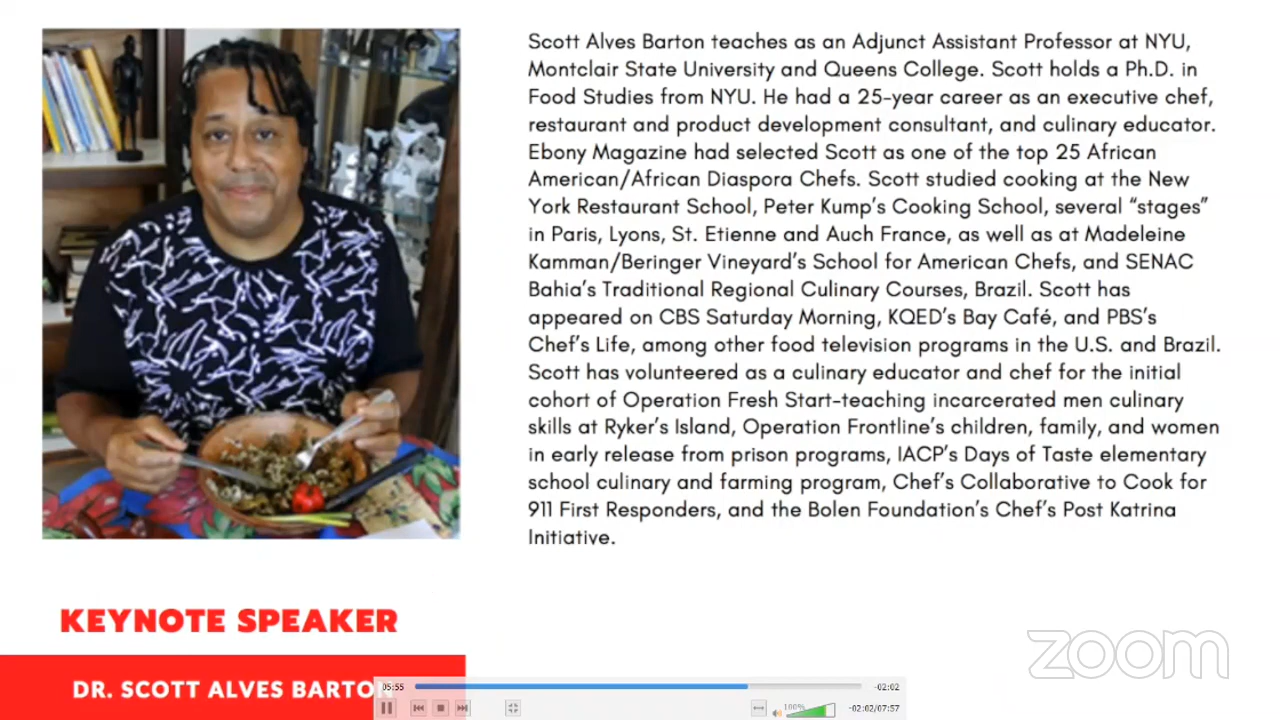 Scott Alves Barton teaches as an Adjunct Assistant Professor at NYU,
Montclair State University and Queens College. Scott holds a Ph.D. in
Food Studies from NYU. He had a 25-year career as an executive chef,
restaurant and product development consultant, and culinary educator.
Ebony Magazine had selected Scott as one of the top 25 African
American/African Diaspora Chefs. Scott studied cooking at the New
York Restaurant School, Peter Kump's Cooking School, several “stages”
in Paris, Lyons, St. Etienne and Auch France, as well as at Madeleine
Kamman/Beringer Vineyard's School for American Chefs, and SENAC
Bahia's Traditional Regional Culinary Courses, Brazil. Scott has
appeared on CBS Saturday Morning, KQED's Bay Café, and PBS's
Chef's Life, among other food television programs in the U.S. and Brazil.
Scott has volunteered as a culinary educator and chef for the initial
cohort of Operation Fresh Start-teaching incarcerated men culinary
skills at Ryker's Island, Operation Frontline's children, family, and women
in early release from prison programs, IACP's Days of Taste elementary
school culinary and farming program, Chef's Collaborative to Cook for
911 First Responders, and the Bolen Foundation's Chef's Post Katrina
Initiative.
KEYNOTE SPEAKER
DR. SCOTT ALVES BARTON
zoom
05:55
-02:02
100%
-02:02/07:57